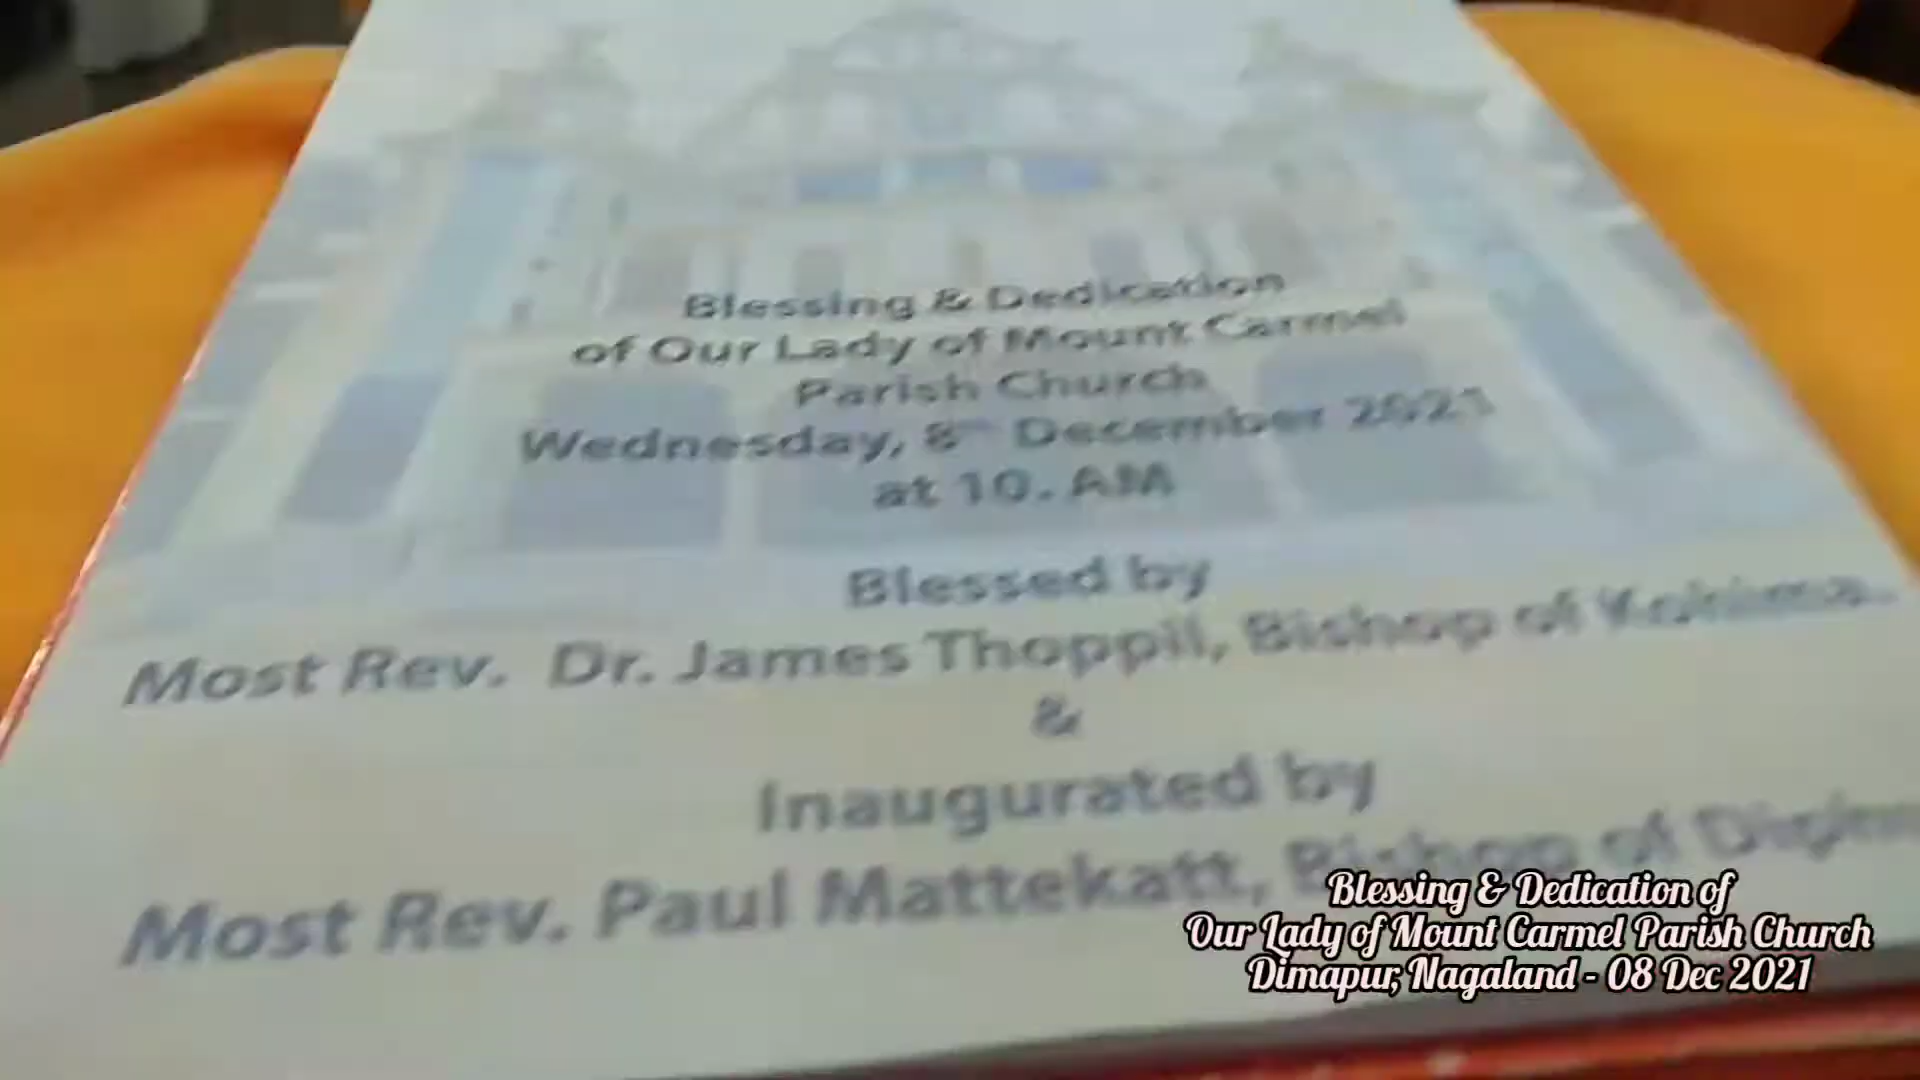 Blessing & Dedication
of Our Lady of Mount Carmel
Parish Church
Wednesday, 8th December 2021
at 10. AM
Blessed by
Most Rev. Dr. James Thoppil, Bishop of Kohima.
&
Inaugurated by
Most Rev. Paul Mattekatt, Bishop of
Blessing & Dedication of
Our Lady of Mount Carmel Parish Church
Dimapur, Nagaland - 08 Dec 2021